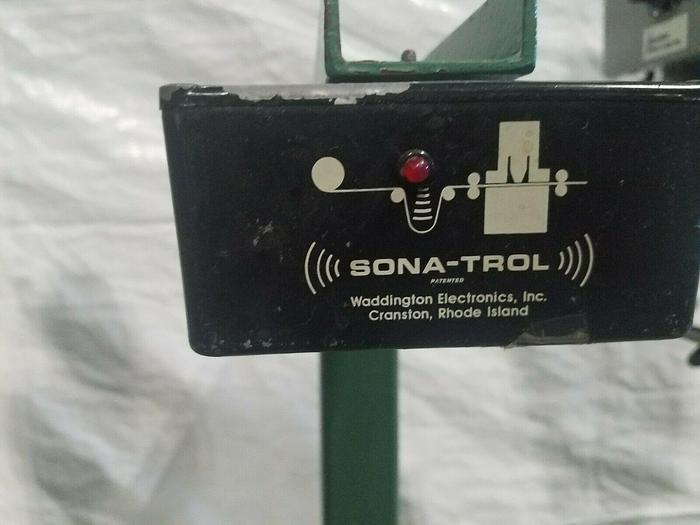 SONA-TROL
PATENTED
Waddington Electronics, Inc.
Cranston, Rhode Island